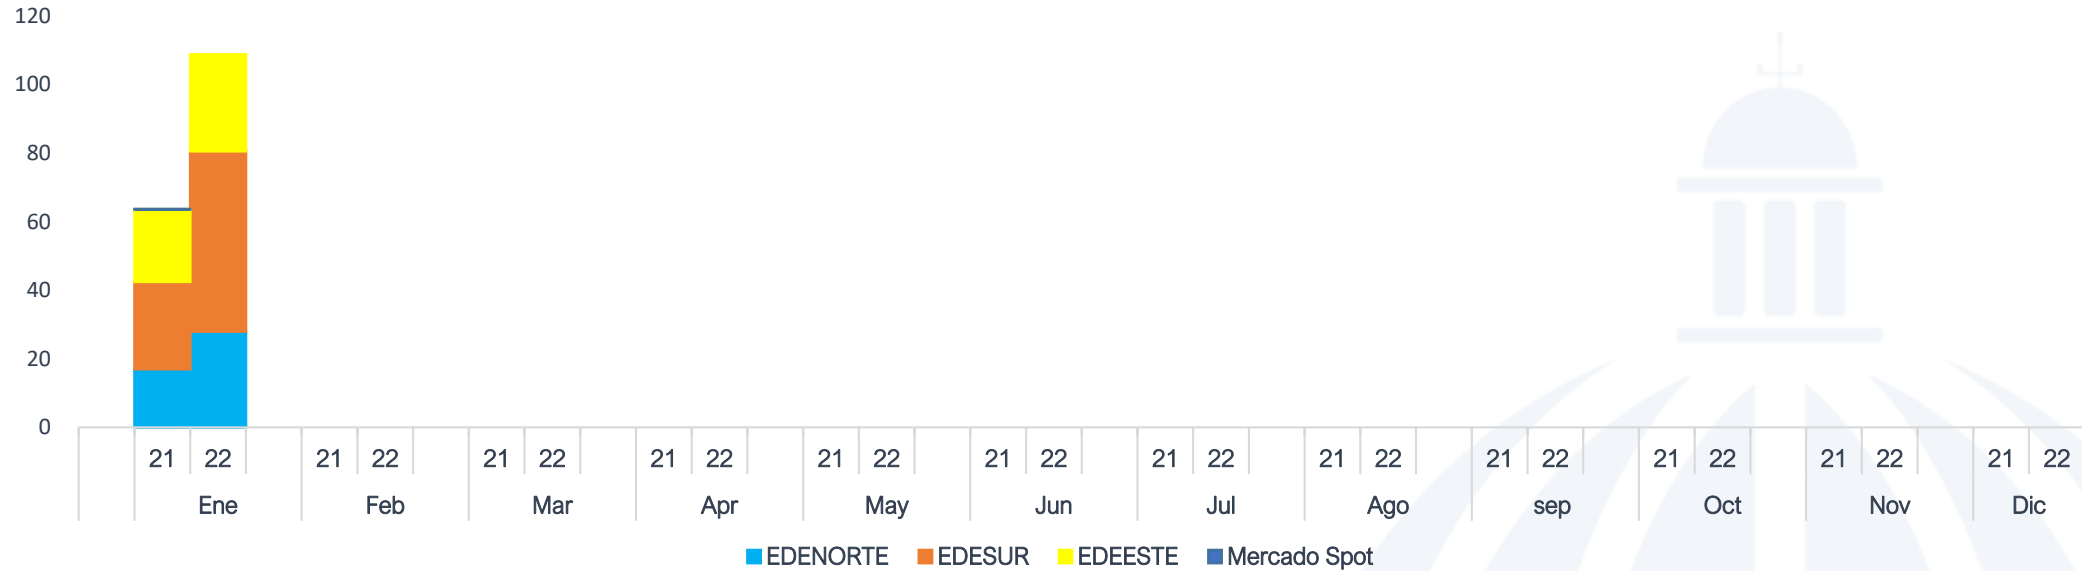 120
100
80
60
40
20
0
21 22 21 22 21 22 21 22 21 22 21 22 21 22 21 22 21 22 21 22 21 22 21 22
Ene Feb Mar Apr May Jun Jul Ago sep Oct Nov Dic
EDENORTE EDESUR EDEESTE Mercado Spot